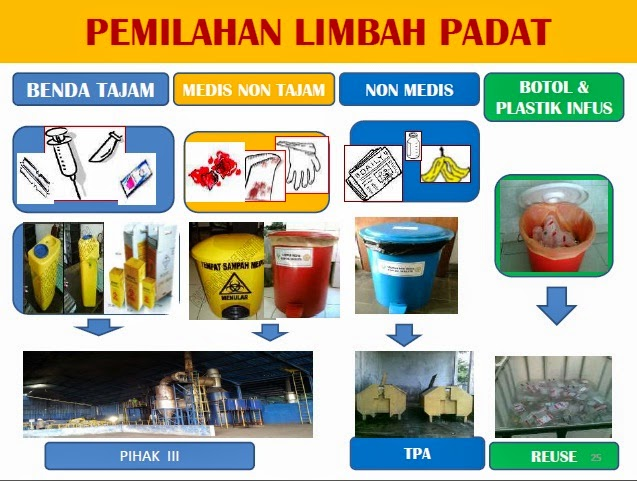 PEMILAHAN LIMBAH PADAT
BENDA TAJAM
MEDIS NON TAJAM
NON MEDIS
BOTOL &
PLASTIK INFUS
DAILY
TEMPAT SAMPAH MEDIS
MENULAR
PIHAK III
TPA
REUSE 25